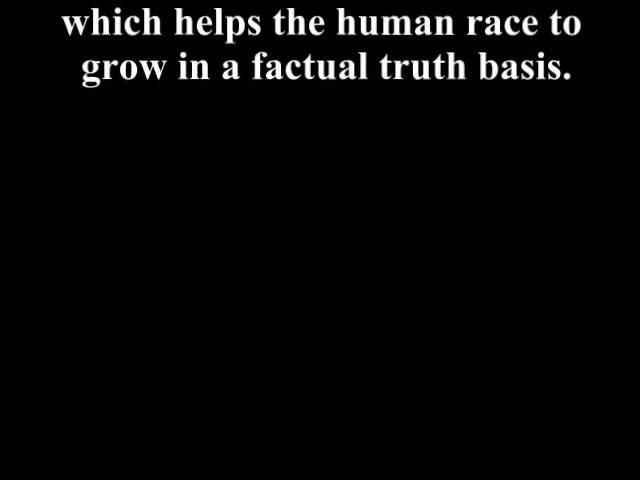 which helps the human race to
grow in a factual truth basis.